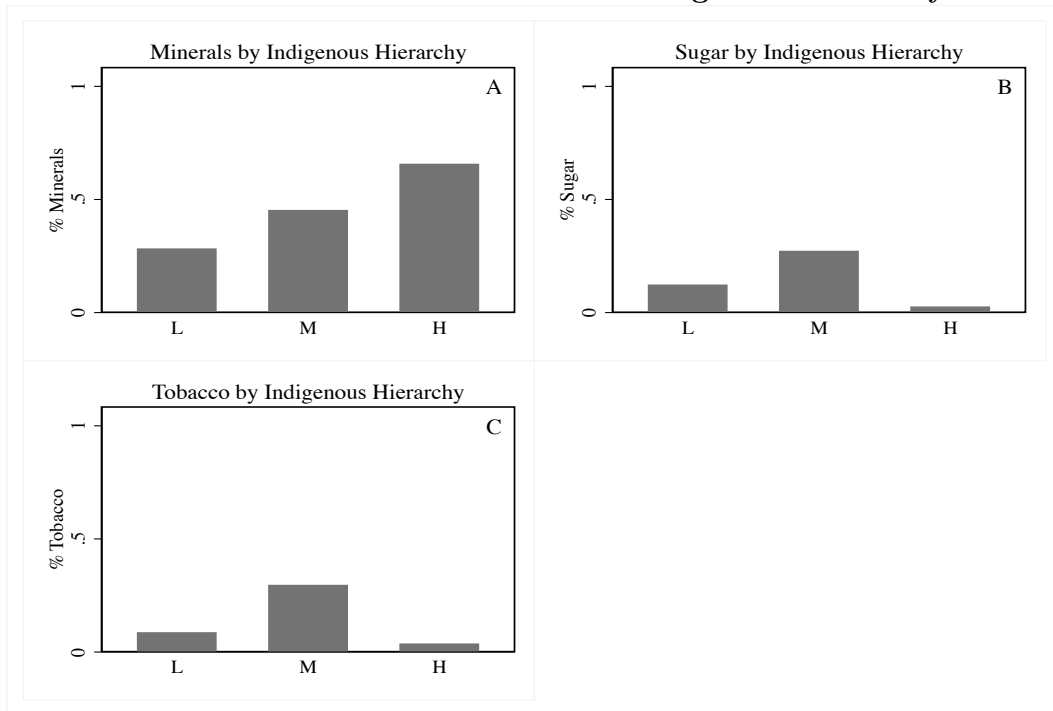 Minerals by Indigenous Hierarchy
A
% Minerals
1
.5
0
L M H
Sugar by Indigenous Hierarchy
B
% Sugar
1
.5
0
L M H
Tobacco by Indigenous Hierarchy
C
% Tobacco
1
.5
0
L M H